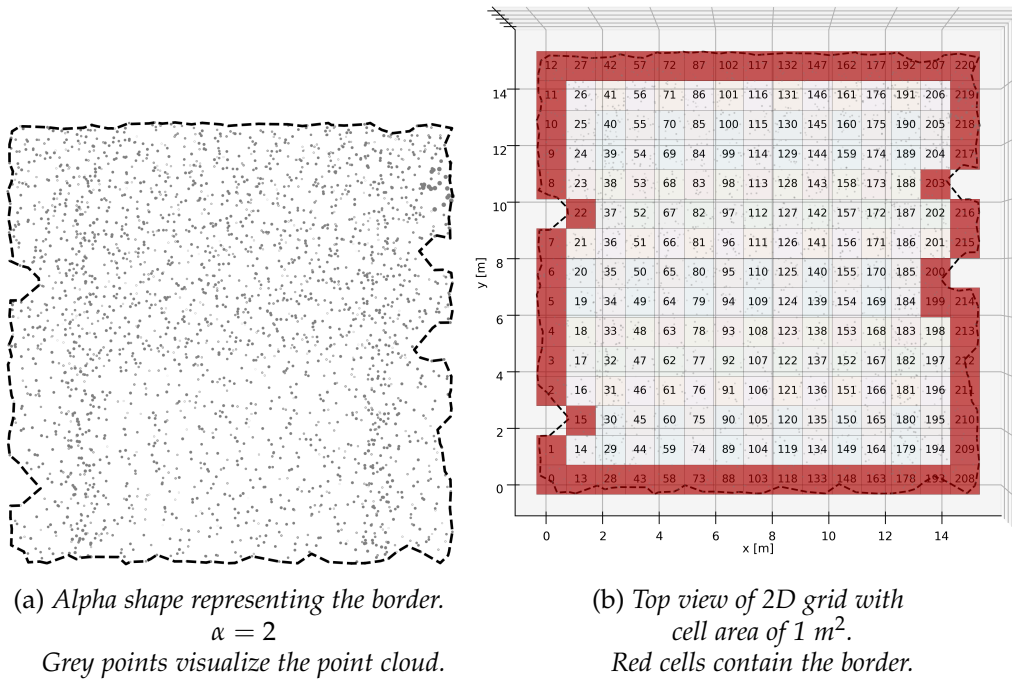 12 27 42 57 72 87 102 117 132 147 162 177 192 207 220
14 11 26 41 56 71 86 101 116 131 146 161 176 191 206 219
10 25 40 55 70 85 100 115 130 145 160 175 190 205 218
12 9 24 39 54 69 84 99 114 129 144 159 174 189 204 217
8 23 38 53 68 83 98 113 128 143 158 173 188 203
10 22 37 52 67 82 97 112 127 142 157 172 187 202 216
7 21 36 51 66 81 96 111 126 141 156 171 186 201 215
8 6 20 35 50 65 80 95 110 125 140 155 170 185 200
y [m]
6 5 19 34 49 64 79 94 109 124 139 154 169 184 199 214
4 18 33 48 63 78 93 108 123 138 153 168 183 198 213
4 3 17 32 47 62 77 92 107 122 137 152 167 182 197 212
2 16 31 46 61 76 91 106 121 136 151 166 181 196 211
2 15 30 45 60 75 90 105 120 135 150 165 180 195 210
1 14 29 44 59 74 89 104 119 134 149 164 179 194 209
0 0 13 28 43 58 73 88 103 118 133 148 163 178 193 208
0 2 4 6 8 10 12 14
x [m]
(a) Alpha shape representing the border.
α = 2
Grey points visualize the point cloud.
(b) Top view of 2D grid with
cell area of 1 m².
Red cells contain the border.